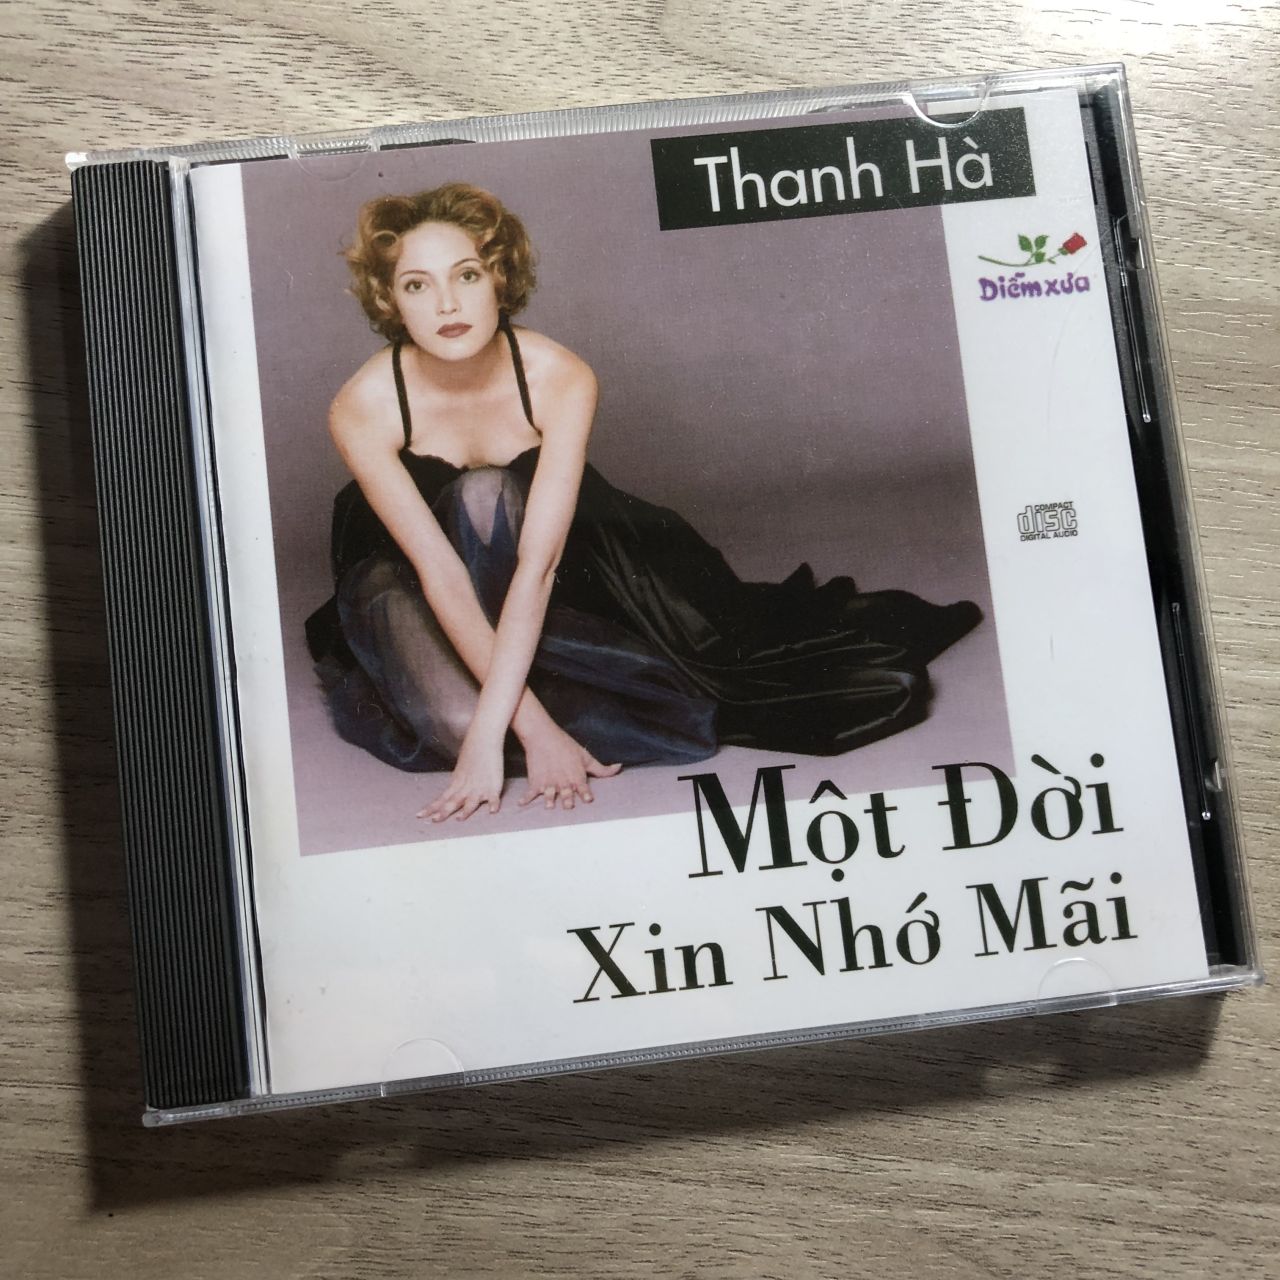 Thanh Hà
Diễm xưa
COMPACT
disc
DIGITAL AUDIO
Một Đời
Xin Nhớ Mãi